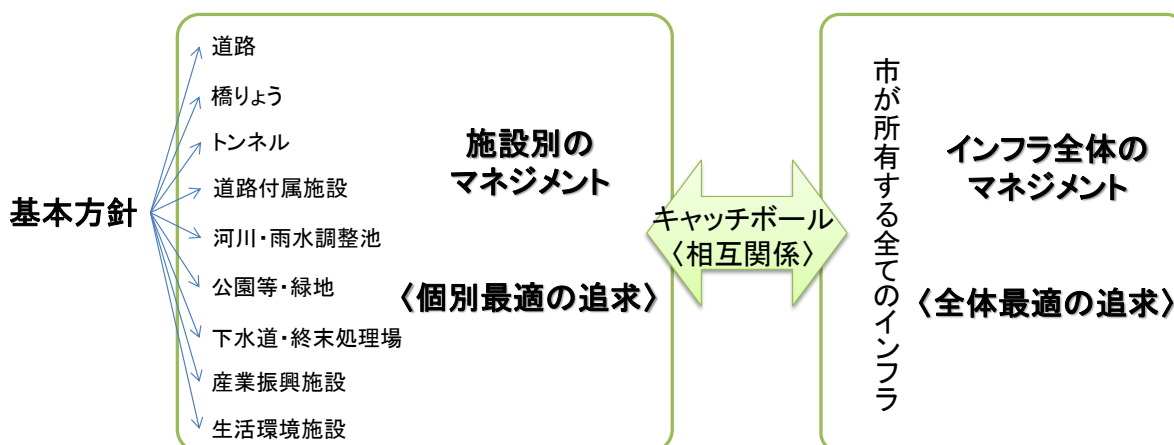 基本方針
道路
橋りょう
トンネル
道路付属施設
河川・雨水調整池
公園等・緑地
下水道・終末処理場
産業振興施設
生活環境施設
施設別の
マネジメント
〈個別最適の追求〉
キャッチボール
〈相互関係〉
市が所有する全てのインフラ
インフラ全体の
マネジメント
〈全体最適の追求〉